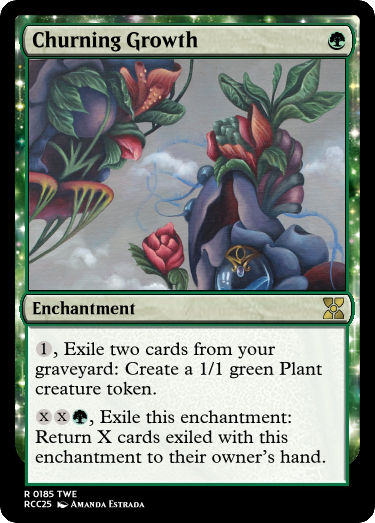 Churning Growth
Enchantment
1, Exile two cards from your
graveyard: Create a 1/1 green Plant
creature token.
X X, Exile this enchantment:
Return X cards exiled with this
enchantment to their owner's hand.
R 0185 TWE
RCC25 Amanda Estrada